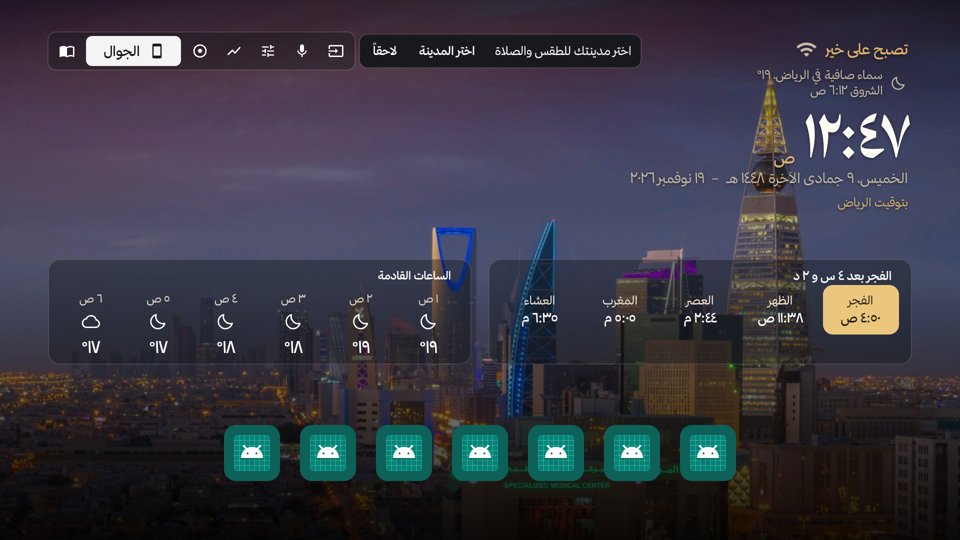 تصبح على خير
سماء صافية في الرياض، ١٩°
الشروق ٦:١٢ ص
١٢:٤٧ ص
الخميس، ٩ جمادى الآخرة ١٤٤٨ هـ – ١٩ نوفمبر ٢٠٢٦
بتوقيت الرياض
اختر مدينتك للطقس والصلاة
اختر المدينة
لاحقاً
الجوال
الفجر بعد ٤ س و ٢ د
الفجر الظهر العصر المغرب العشاء
٤:٥٠ ص ١١:٣٨ ص ٢:٤٤ م ٥:٠٥ م ٦:٣٥ م
الساعات القادمة
١ ص ٢ ص ٣ ص ٤ ص ٥ ص ٦ ص
١٩° ١٩° ١٨° ١٨° ١٧° ١٧°
SPECIALIZED MEDICAL CENTER